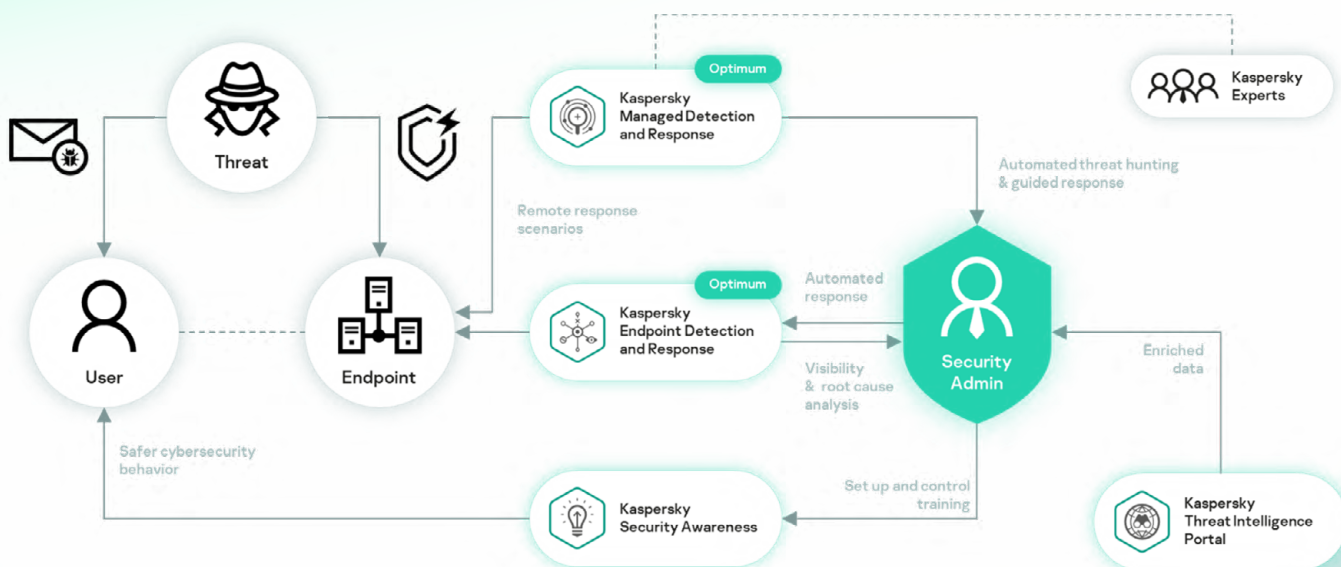 Optimum
Kaspersky
Managed Detection
and Response
Kaspersky
Experts
Threat
Automated threat hunting
& guided response
Remote response
scenarios
Optimum
Kaspersky
Endpoint Detection
and Response
Automated
response
Visibility
& root cause
analysis
Security
Admin
Enriched
data
User
Endpoint
Safer cybersecurity
behavior
Kaspersky
Security Awareness
Set up and control
training
Kaspersky
Threat Intelligence
Portal